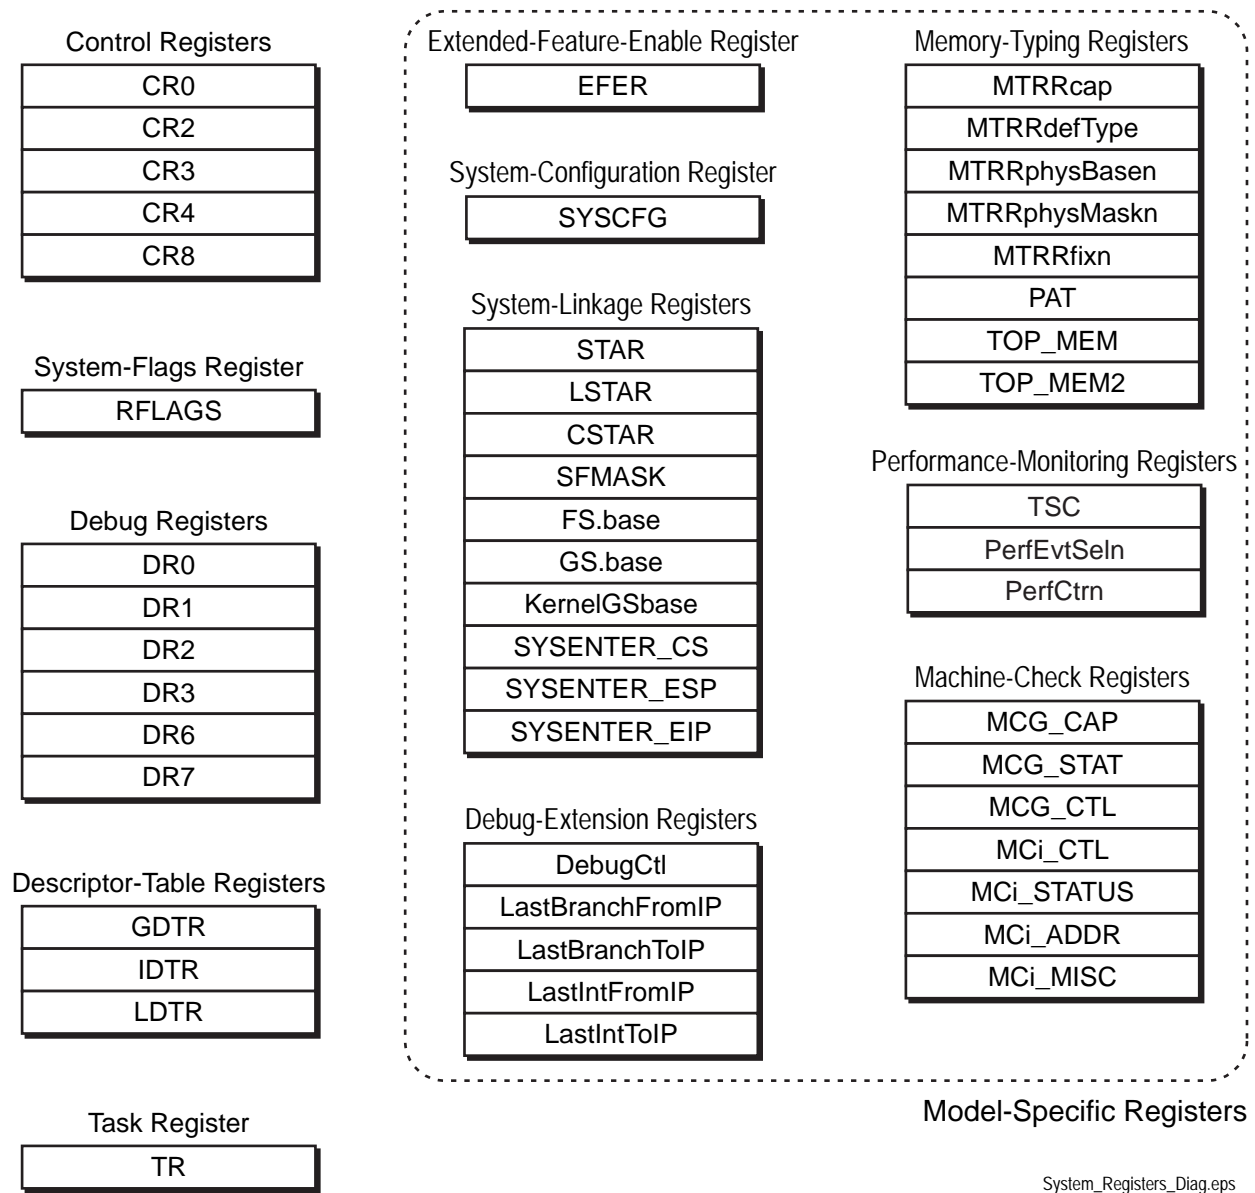 Control Registers
CR0
CR2
CR3
CR4
CR8
System-Flags Register
RFLAGS
Debug Registers
DR0
DR1
DR2
DR3
DR6
DR7
Descriptor-Table Registers
GDTR
IDTR
LDTR
Task Register
TR
Extended-Feature-Enable Register
EFER
System-Configuration Register
SYSCFG
System-Linkage Registers
STAR
LSTAR
CSTAR
SFMASK
FS.base
GS.base
KernelGSbase
SYSENTER_CS
SYSENTER_ESP
SYSENTER_EIP
Debug-Extension Registers
DebugCtl
LastBranchFromIP
LastBranchToIP
LastIntFromIP
LastIntToIP
Memory-Typing Registers
MTRRcap
MTRRdefType
MTRRphysBasen
MTRRphysMaskn
MTRRfixn
PAT
TOP_MEM
TOP_MEM2
Performance-Monitoring Registers
TSC
PerfEvtSeln
PerfCtrn
Machine-Check Registers
MCG_CAP
MCG_STAT
MCG_CTL
MCi_CTL
MCi_STATUS
MCi_ADDR
MCi_MISC
Model-Specific Registers
System_Registers_Diag.eps